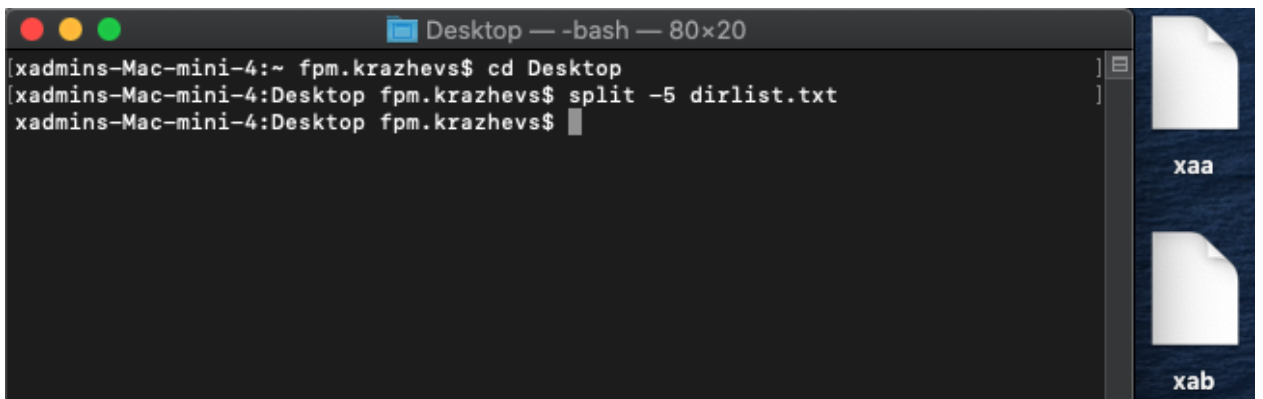 Desktop — -bash — 80×20
[xadmins-Mac-mini-4:~ fpm.krazhevs$ cd Desktop ]
[xadmins-Mac-mini-4:Desktop fpm.krazhevs$ split -5 dirlist.txt ]
xadmins-Mac-mini-4:Desktop fpm.krazhevs$
xaa
xab